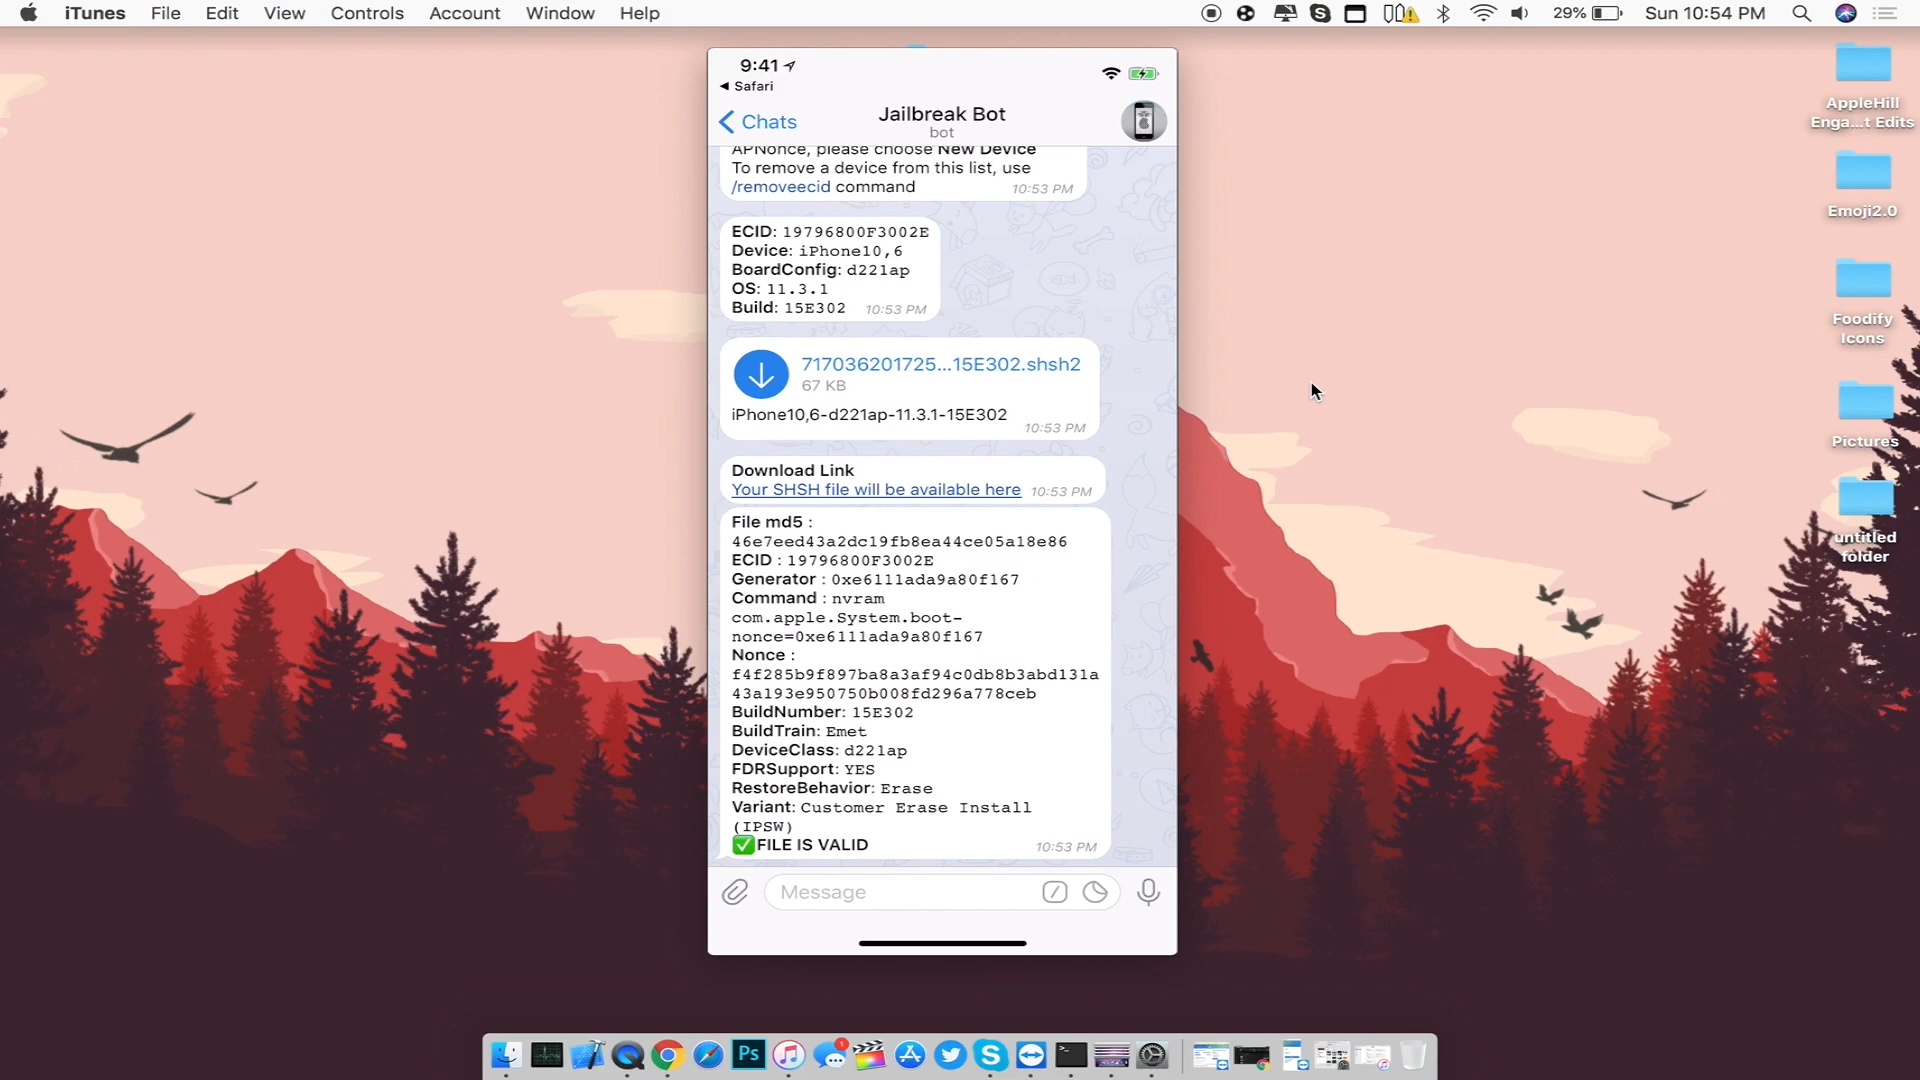 iTunes File Edit View Controls Account Window Help
29% Sun 10:54 PM
9:41
Safari
Chats
Jailbreak Bot
bot
APNonce, please choose New Device
To remove a device from this list, use
/removeecid command 10:53 PM
ECID: 19796800F3002E
Device: iPhone10,6
BoardConfig: d221ap
OS: 11.3.1
Build: 15E302 10:53 PM
717036201725...15E302.shsh2
67 KB
iPhone10,6-d221ap-11.3.1-15E302
10:53 PM
Download Link
Your SHSH file will be available here 10:53 PM
File md5 :
46e7eed43a2dc19fb8ea44ce05a18e86
ECID : 19796800F3002E
Generator : 0xe6111ada9a80f167
Command : nvram
com.apple.System.boot-
nonce=0xe6111ada9a80f167
Nonce :
f4f285b9f897ba8a3af94c0db8b3abd131a
43a193e950750b008fd296a778ceb
BuildNumber: 15E302
BuildTrain: Emet
DeviceClass: d221ap
FDRSupport: YES
RestoreBehavior: Erase
Variant: Customer Erase Install
(IPSW)
FILE IS VALID 10:53 PM
Message
AppleHill
Enga...t Edits
Emoji2.0
Foodify
Icons
Pictures
untitled
folder
Ps
1